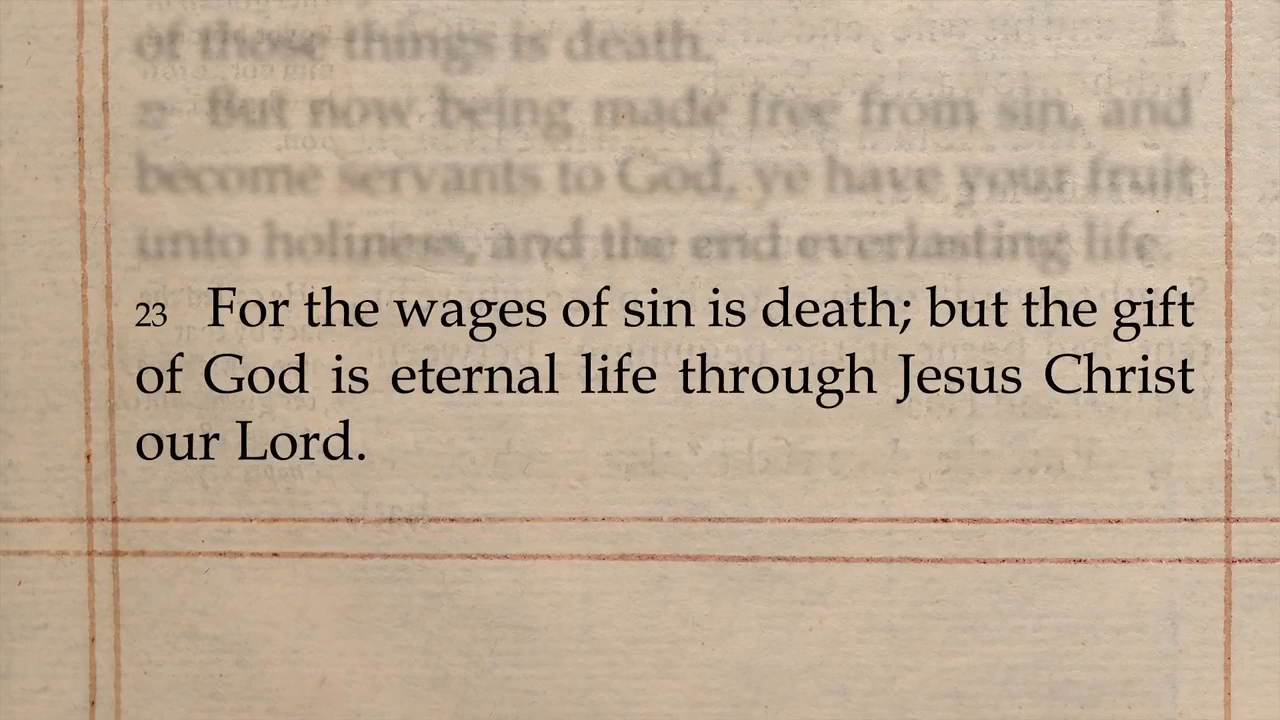 of those things is death.
22 But now being made free from sin, and
become servants to God, ye have your fruit
unto holiness, and the end everlasting life.
23 For the wages of sin is death; but the gift
of God is eternal life through Jesus Christ
our Lord.